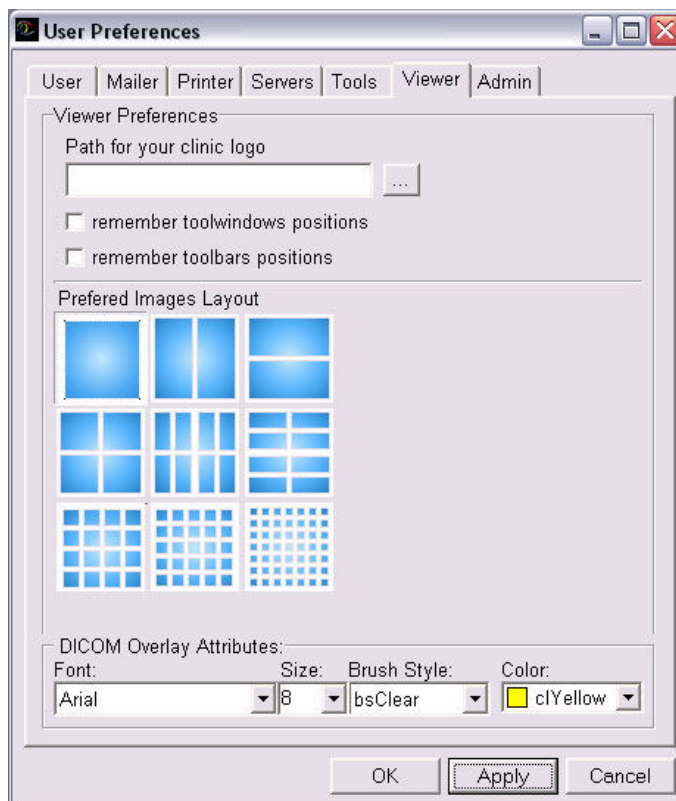 User Preferences
User Mailer Printer Servers Tools Viewer Admin
Viewer Preferences
Path for your clinic logo
...
remember toolwindows positions
remember toolbars positions
Prefered Images Layout
DICOM Overlay Attributes:
Font: Size: Brush Style: Color:
Arial 8 bsClear clYellow
OK Apply Cancel